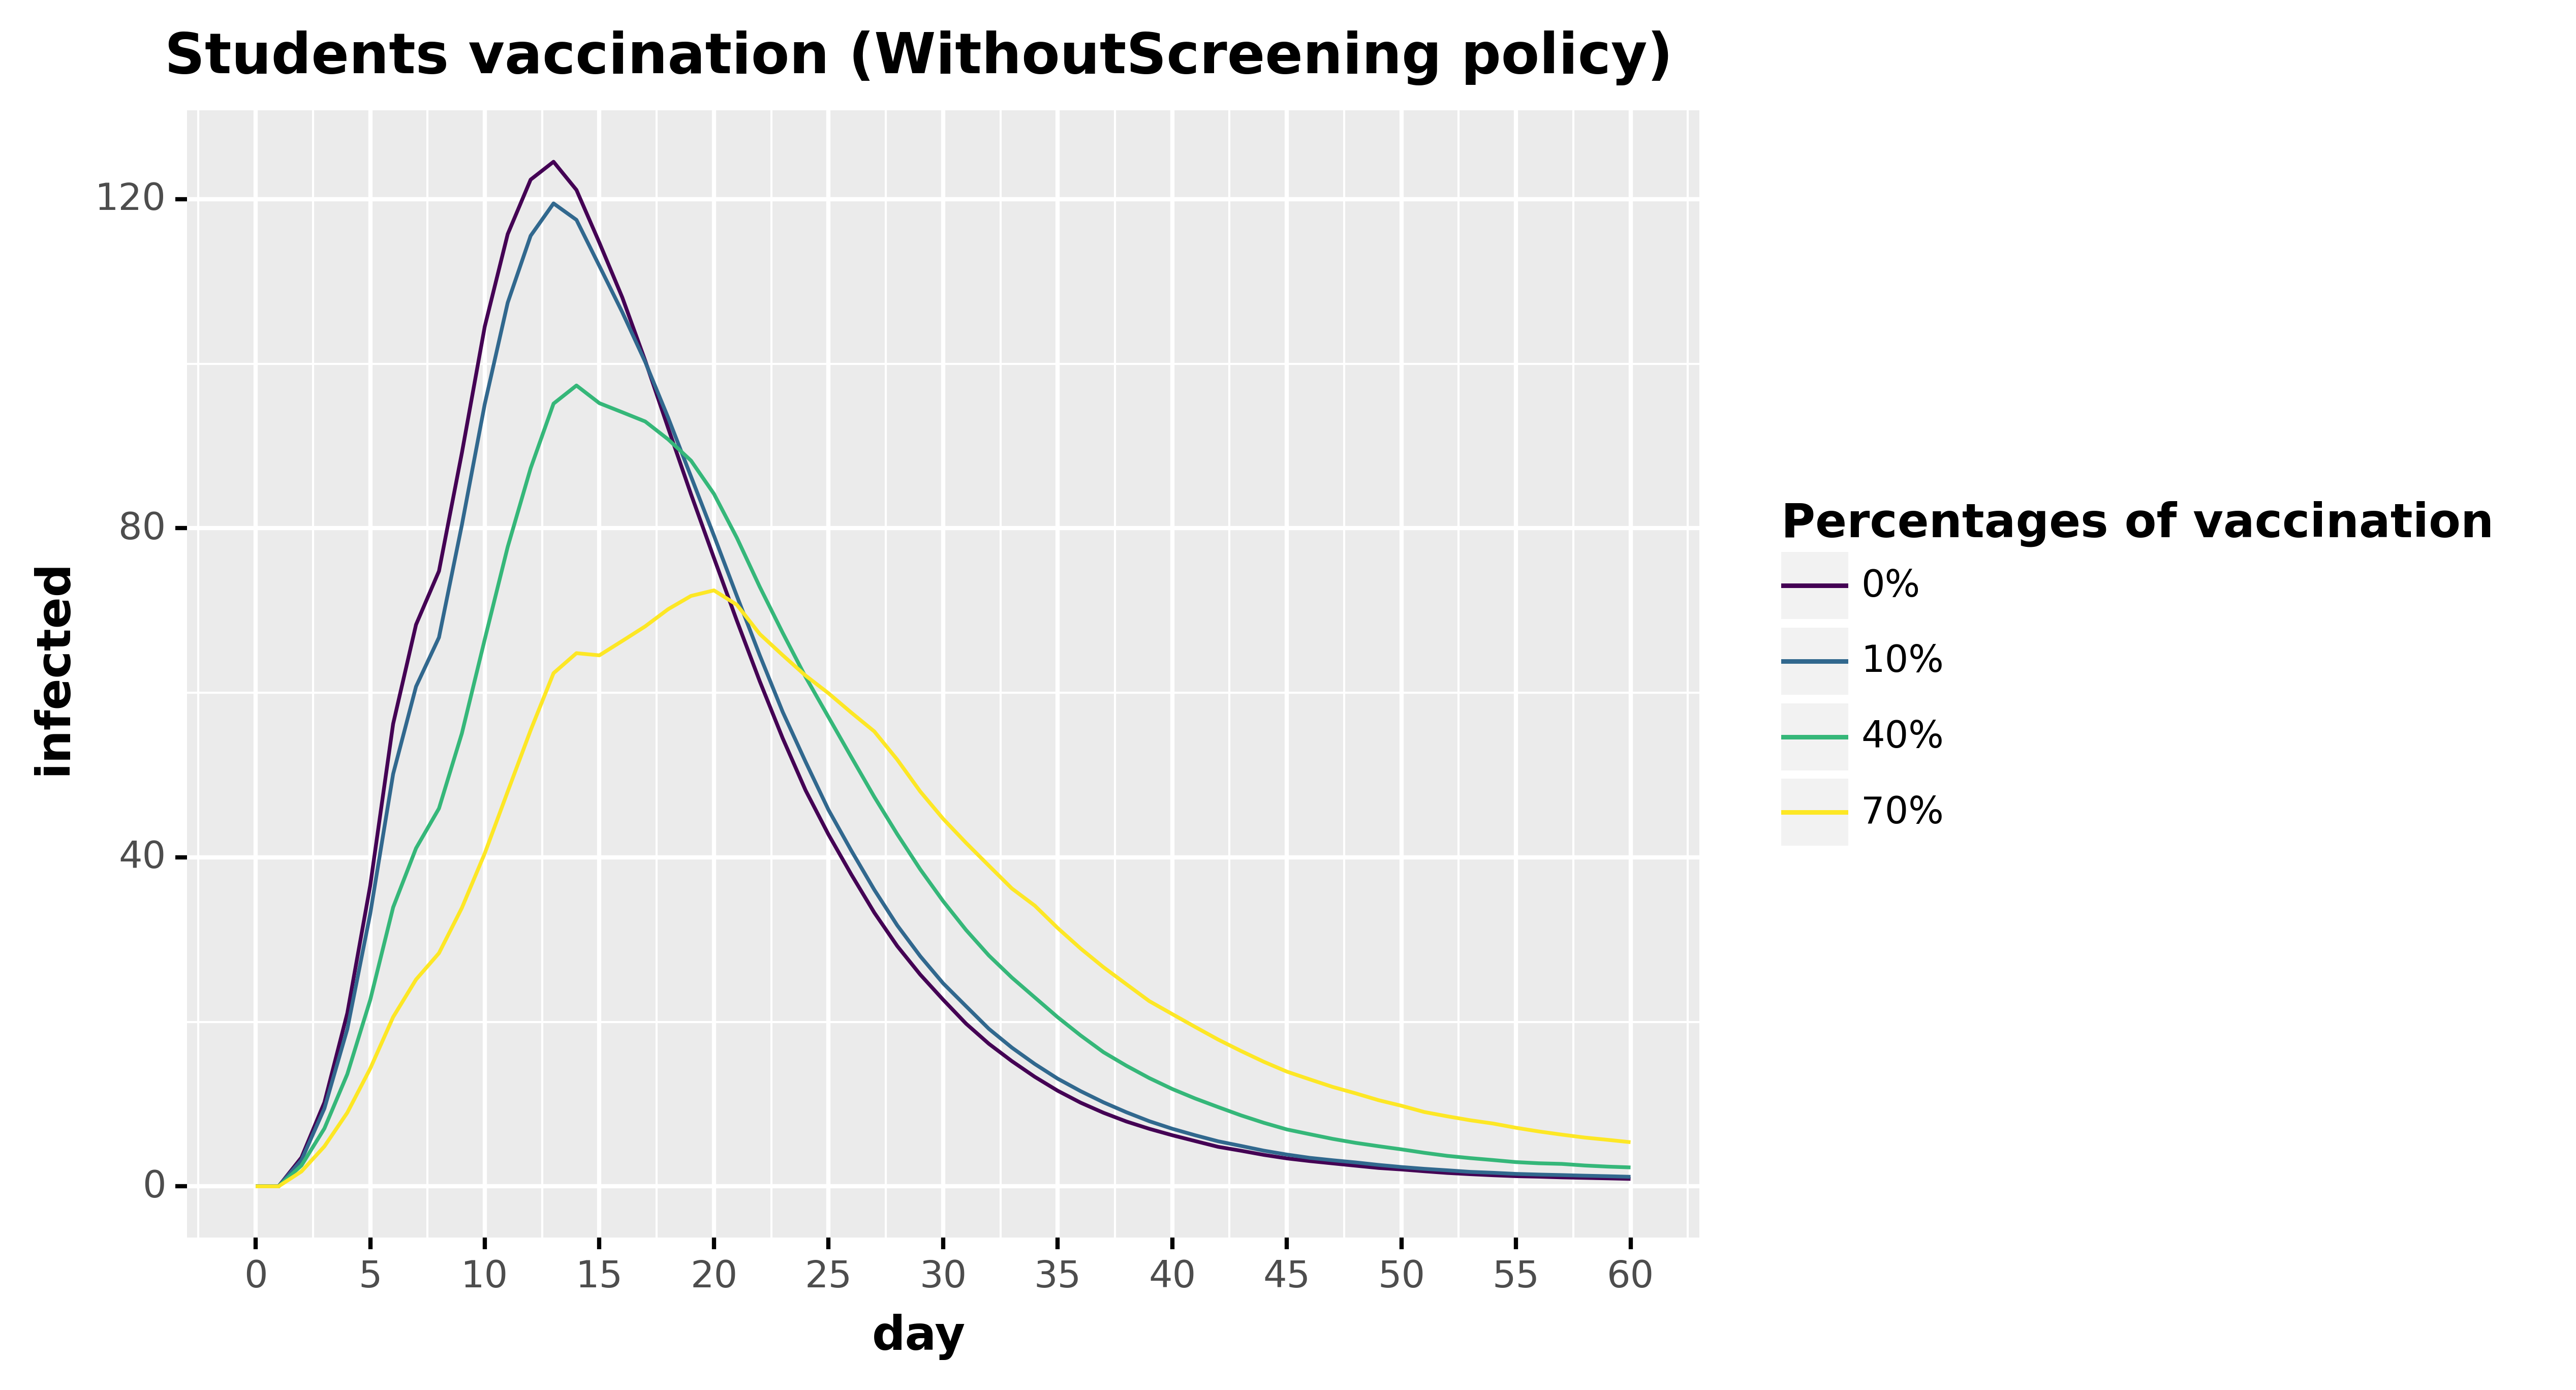 Students vaccination (WithoutScreening policy)
infected
120
80
40
0
0 5 10 15 20 25 30 35 40 45 50 55 60
day
Percentages of vaccination
0%
10%
40%
70%